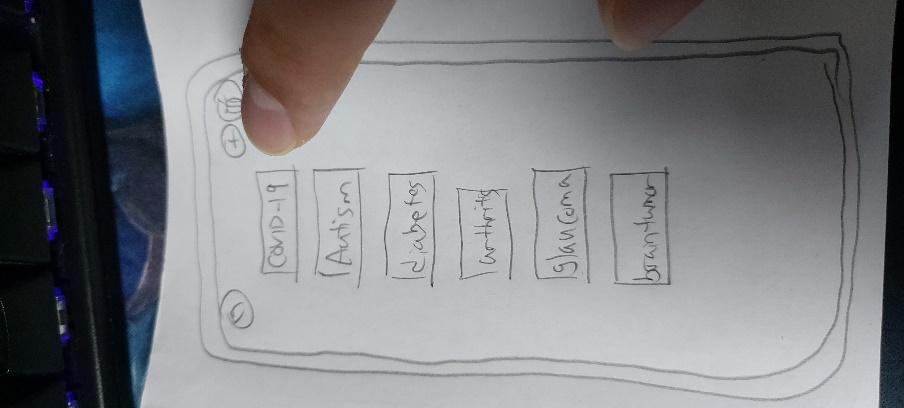 COVID-19
Autism
diabetes
arthritis
glaucoma
brain tumor